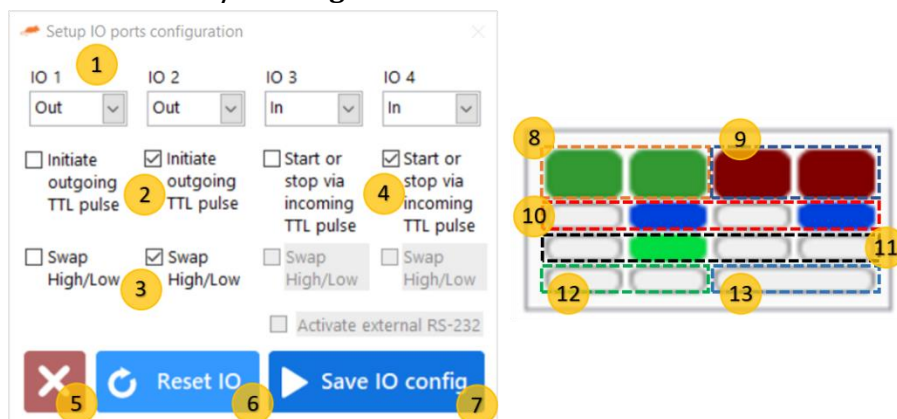 Setup IO ports configuration
1
IO 1 IO 2 IO 3 IO 4
Out Out In In
8 9
Initiate Initiate Start or Start or
outgoing outgoing stop via stop via
TTL pulse 2 TTL pulse incoming 4 incoming
TTL pulse TTL pulse
10
11
Swap Swap Swap Swap
High/Low High/Low High/Low High/Low
3
12 13
Activate external RS-232
Reset IO Save IO config
5 6 7